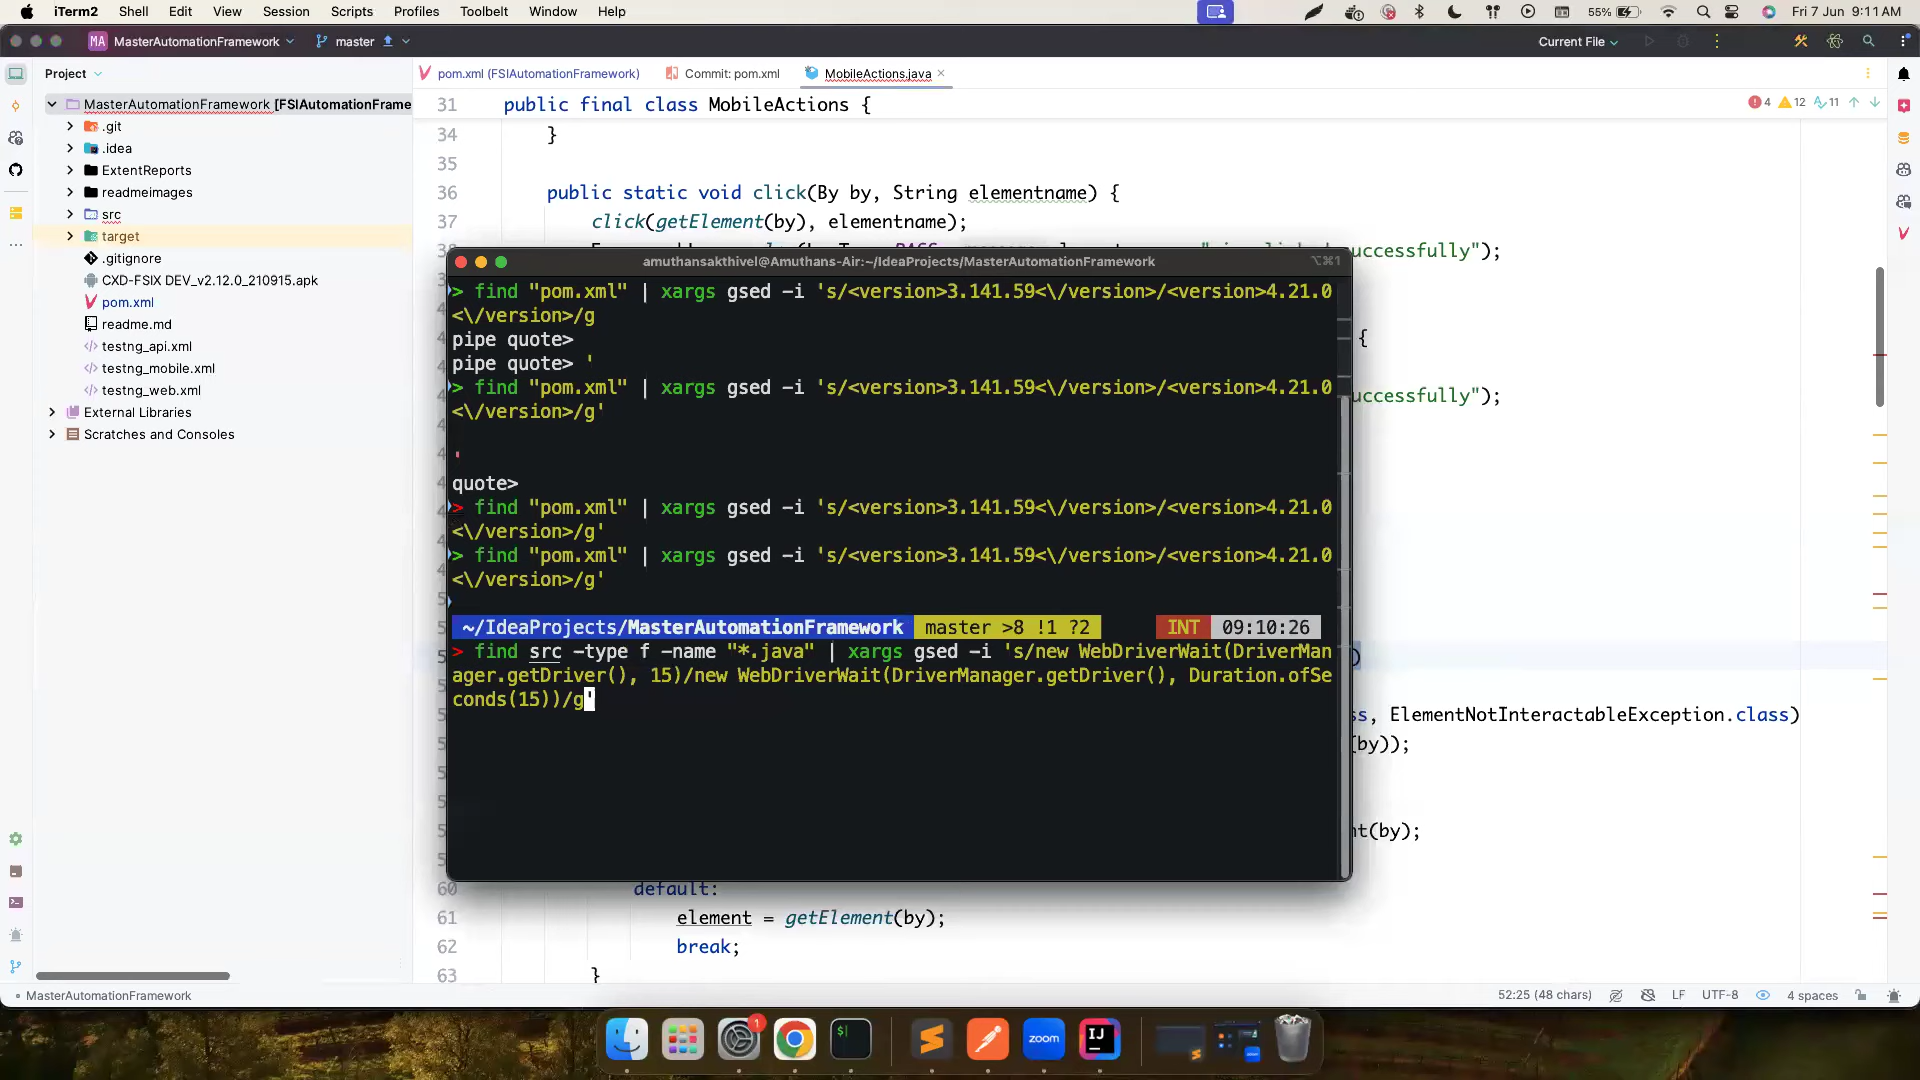 iTerm2 Shell Edit View Session Scripts Profiles Toolbelt Window Help 55% Fri 7 Jun 9:11 AM
MA MasterAutomationFramework master Current File
Project pom.xml (FSIAutomationFramework) Commit: pom.xml MobileActions.java
MasterAutomationFramework [FSIAutomationFrame
.git
.idea
ExtentReports
readmeimages
src
target
.gitignore
CXD-FSIX DEV_v2.12.0_210915.apk
pom.xml
readme.md
testng_api.xml
testng_mobile.xml
testng_web.xml
External Libraries
Scratches and Consoles
31 public final class MobileActions { 4 12 11
34 }
35
36 public static void click(By by, String elementname) {
37 click(getElement(by), elementname);
successfully");
{
uccessfully");
)
ss, ElementNotInteractableException.class)
(by));
nt(by);
amuthansakthivel@Amuthans-Air:~/IdeaProjects/MasterAutomationFramework ⌥⌘1
> find "pom.xml" | xargs gsed -i 's/<version>3.141.59<\/version>/<version>4.21.0
<\/version>/g
pipe quote>
pipe quote> '
> find "pom.xml" | xargs gsed -i 's/<version>3.141.59<\/version>/<version>4.21.0
<\/version>/g'
'
quote>
> find "pom.xml" | xargs gsed -i 's/<version>3.141.59<\/version>/<version>4.21.0
<\/version>/g'
> find "pom.xml" | xargs gsed -i 's/<version>3.141.59<\/version>/<version>4.21.0
<\/version>/g'
~/IdeaProjects/MasterAutomationFramework master >8 !1 ?2 INT 09:10:26
> find src -type f -name "*.java" | xargs gsed -i 's/new WebDriverWait(DriverMan
ager.getDriver(), 15)/new WebDriverWait(DriverManager.getDriver(), Duration.ofSe
conds(15))/g'
60 default:
61 element = getElement(by);
62 break;
63 }
MasterAutomationFramework 52:25 (48 chars) LF UTF-8 4 spaces
1
$
zoom
IJ